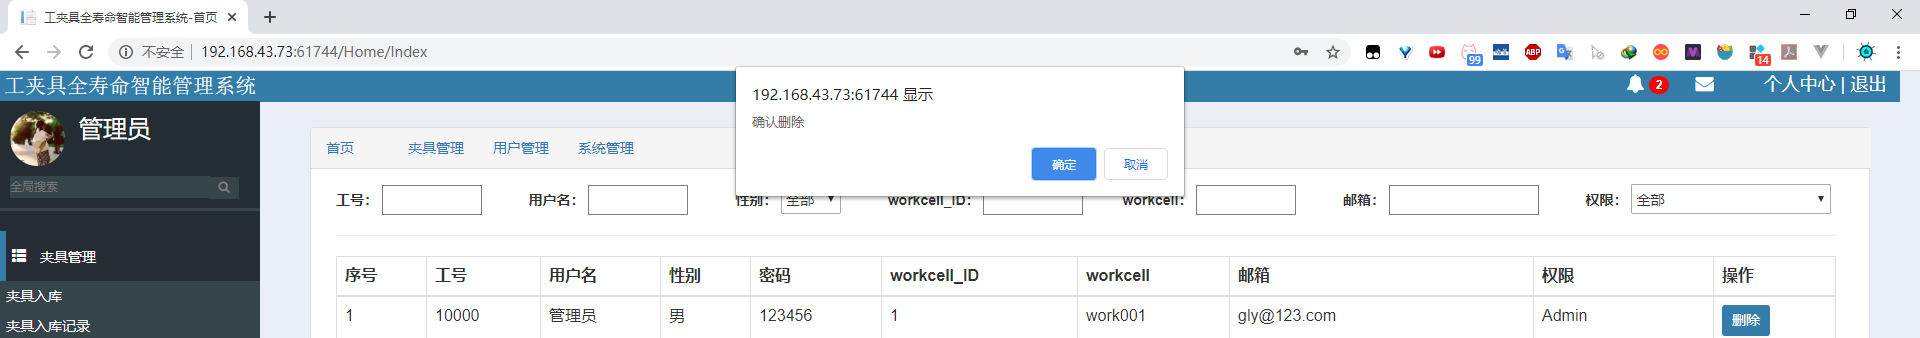 工夹具全寿命智能管理系统-首页
不安全 | 192.168.43.73:61744/Home/Index
99
ABP
14
工夹具全寿命智能管理系统
2
个人中心 | 退出
管理员
全局搜索
夹具管理
夹具入库
夹具入库记录
192.168.43.73:61744 显示
确认删除
确定 取消
首页 夹具管理 用户管理 系统管理
工号: 用户名: 性别: 全部 workcell_ID: workcell: 邮箱: 权限: 全部
序号 工号 用户名 性别 密码 workcell_ID workcell 邮箱 权限 操作
1 10000 管理员 男 123456 1 work001 gly@123.com Admin 删除